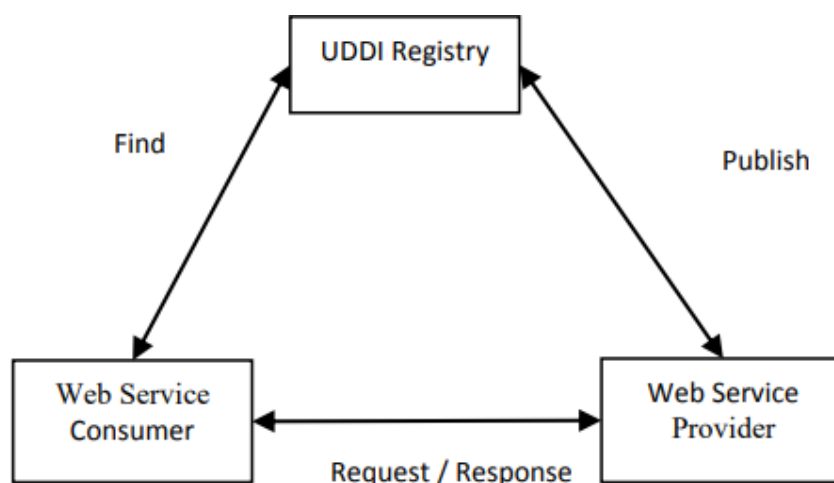 UDDI Registry
Find
Publish
Web Service
Consumer
Web Service
Provider
Request / Response